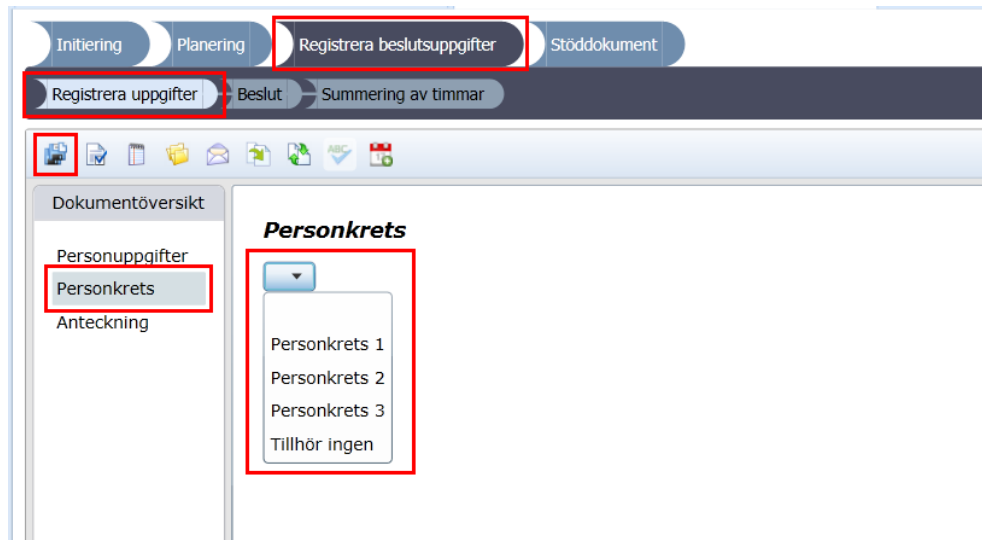 Initiering Planering Registrera beslutsuppgifter Stöddokument
Registrera uppgifter Beslut Summering av timmar
ABC
Dokumentöversikt
Personuppgifter
Personkrets
Anteckning
Personkrets
Personkrets 1
Personkrets 2
Personkrets 3
Tillhör ingen